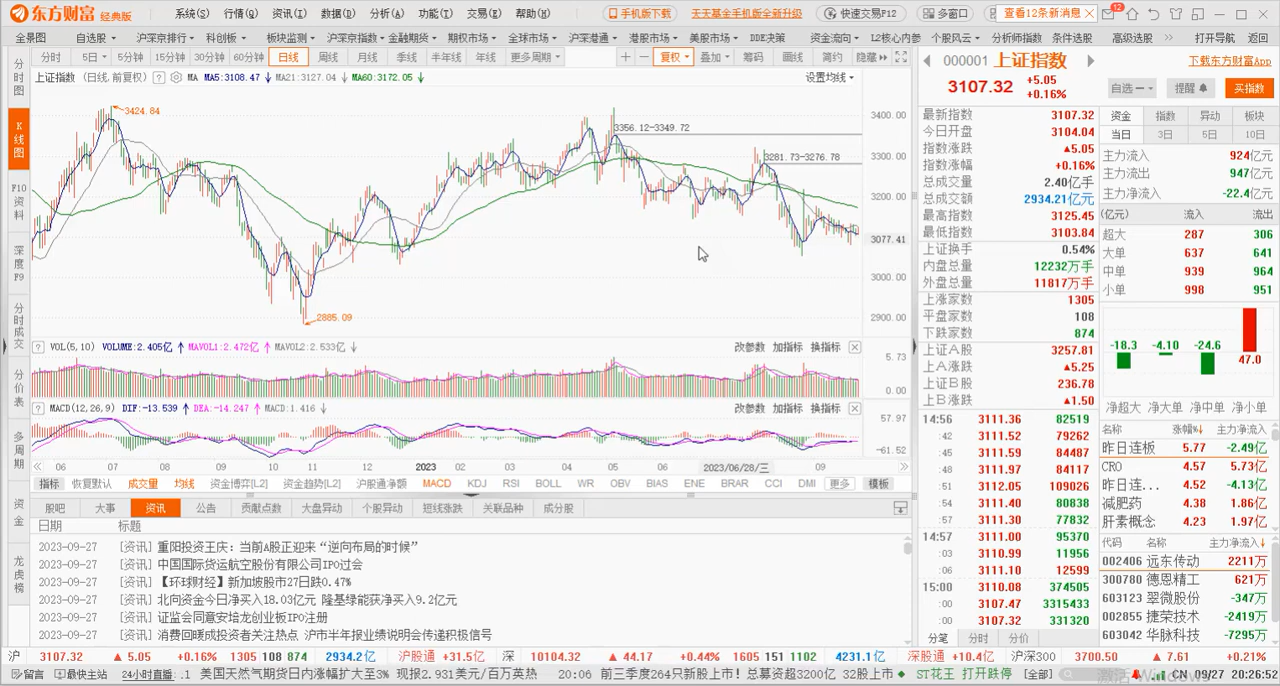 东方财富 经典版 系统(S) 行情(Q) 资讯(I) 数据(D) 分析(A) 功能(T) 交易(E) 帮助(H) 手机版下载 天天基金手机版全新升级 快速交易F12 多窗口 查看12条新消息 12
全景图 自选股 沪深京排行 科创板 板块监测 沪深京指数 金融期货 期权市场 全球市场 沪深港通 港股市场 美股市场 DDE决策 资金流向 L2核心内参 个股风云 分析师指数 条件选股 高级选股 打开导航 返回
分时 5日 5分钟 15分钟 30分钟 60分钟 日线 周线 月线 季线 半年线 年线 更多周期 复权 叠加 筹码 画线 简约 隐藏
上证指数 (日线.前复权) MA MA5:3108.47 MA21:3127.04 MA60:3172.05 设置均线
分时图
K线图
F10资料
深度F9
分时成交
分价表
多周期
资金
龙虎榜
3424.84
3356.12-3349.72
3281.73-3276.78
2885.09
3400.00
3300.00
3200.00
3077.41
3000.00
2900.00
VOL(5,10) VOLUME:2.405亿 MAVOL1:2.472亿 MAVOL2:2.533亿 改参数 加指标 换指标
5.73
0.00
MACD(12,26,9) DIF:-13.539 DEA:-14.247 MACD:1.416 改参数 加指标 换指标
57.97
-61.52
06 07 08 09 10 11 12 2023 02 03 04 05 06 2023/06/28/三 09
指标 恢复默认 成交量 均线 资金博弈[L2] 资金趋势[L2] 沪股通净额 MACD KDJ RSI BOLL WR OBV BIAS ENE BRAR CCI DMI 更多 模板
股吧 大事 资讯 公告 贡献点数 大盘异动 个股异动 短线涨跌 关联品种 成分股
日期 标题
2023-09-27 [资讯] 重阳投资王庆：当前A股正迎来“逆向布局的时候”
2023-09-27 [资讯] 中国国际货运航空股份有限公司IPO过会
2023-09-27 [资讯] 【环球财经】新加坡股市27日跌0.47%
2023-09-27 [资讯] 北向资金今日净买入18.03亿元 隆基绿能获净买入9.2亿元
2023-09-27 [资讯] 证监会同意安培龙创业板IPO注册
2023-09-27 [资讯] 消费回暖成投资者关注热点 沪市半年报业绩说明会传递积极信号
000001 上证指数 下载东方财富App
3107.32 +5.05 +0.16% 自选 提醒 买指数
最新指数 3107.32
今日开盘 3104.04
指数涨跌 ▲5.05
指数涨幅 +0.16%
总成交量 2.40亿手
总成交额 2934.21亿元
最高指数 3125.45
最低指数 3103.84
上证换手 0.54%
内盘总量 12232万手
外盘总量 11817万手
上涨家数 1305
平盘家数 108
下跌家数 874
上证A股 3257.81
上A涨跌 ▲5.25
上证B股 236.78
上B涨跌 ▲1.50
14:56 3111.36 82519
:42 3111.52 79262
:45 3111.59 84487
:48 3111.97 84117
:51 3112.05 109026
:54 3111.40 80838
:57 3111.30 77832
14:57 3111.00 95370
:03 3110.99 11956
:06 3111.10 12599
15:00 3110.08 374505
:00 3107.47 3315433
:00 3107.32 331320
分笔 分时 分价
资金 指数 异动 板块
当日 3日 5日 10日
主力流入 924亿元
主力流出 947亿元
主力净流入 -22.4亿元
(亿元) 流入 流出
超大 287 306
大单 637 641
中单 939 964
小单 998 951
-18.3 -4.10 -24.6 47.0
净超大 净大单 净中单 净小单
名称 涨幅%↓ 主力净流入
昨日连板 5.77 -2.49亿
CRO 4.57 5.73亿
昨日连... 4.52 -4.13亿
减肥药 4.38 1.86亿
肝素概念 4.23 1.97亿
代码 名称 主力净流入↓
002406 远东传动 2211万
300780 德恩精工 621万
603123 翠微股份 -347万
002855 捷荣技术 -2419万
603042 华脉科技 -7295万
沪 3107.32 ▲ 5.05 +0.16% 1305 108 874 2934.2亿 沪股通 +31.5亿 深 10104.32 ▲ 44.17 +0.44% 1605 151 1102 4231.1亿 深股通 +10.4亿 沪深300 3700.50 ▲ 7.61 +0.21%
留言 最快主站 24小时直播 .1 美国天然气期货日内涨幅扩大至3% 现报2.931美元/百万英热 20:06 前三季度264只新股上市！总募资超3200亿 32股上市 ST花王 打开跌停 [全部] CN 09/27 20:26:52